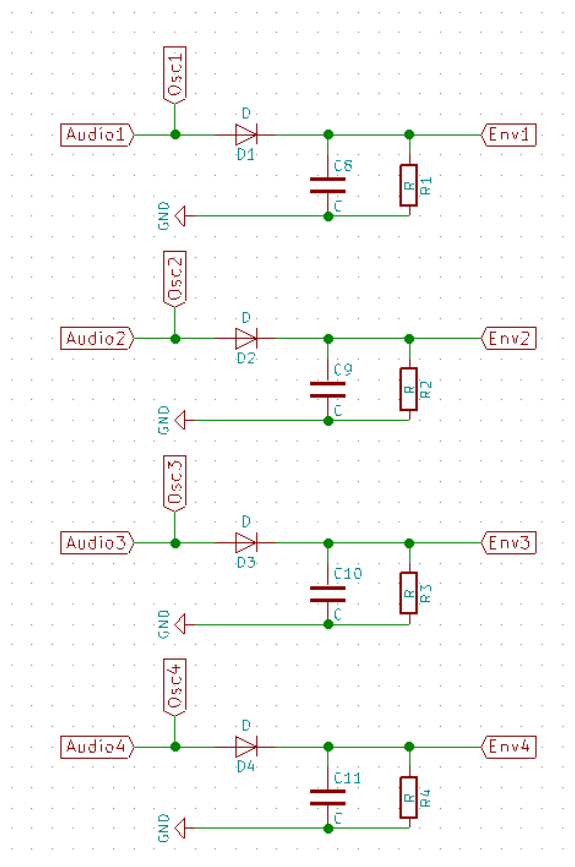 Osc1
Audio1
D
D1
C8
C
R
R1
GND
Env1
Osc2
Audio2
D
D2
C9
C
R
R2
GND
Env2
Osc3
Audio3
D
D3
C10
C
R
R3
GND
Env3
Osc4
Audio4
D
D4
C11
C
R
R4
GND
Env4